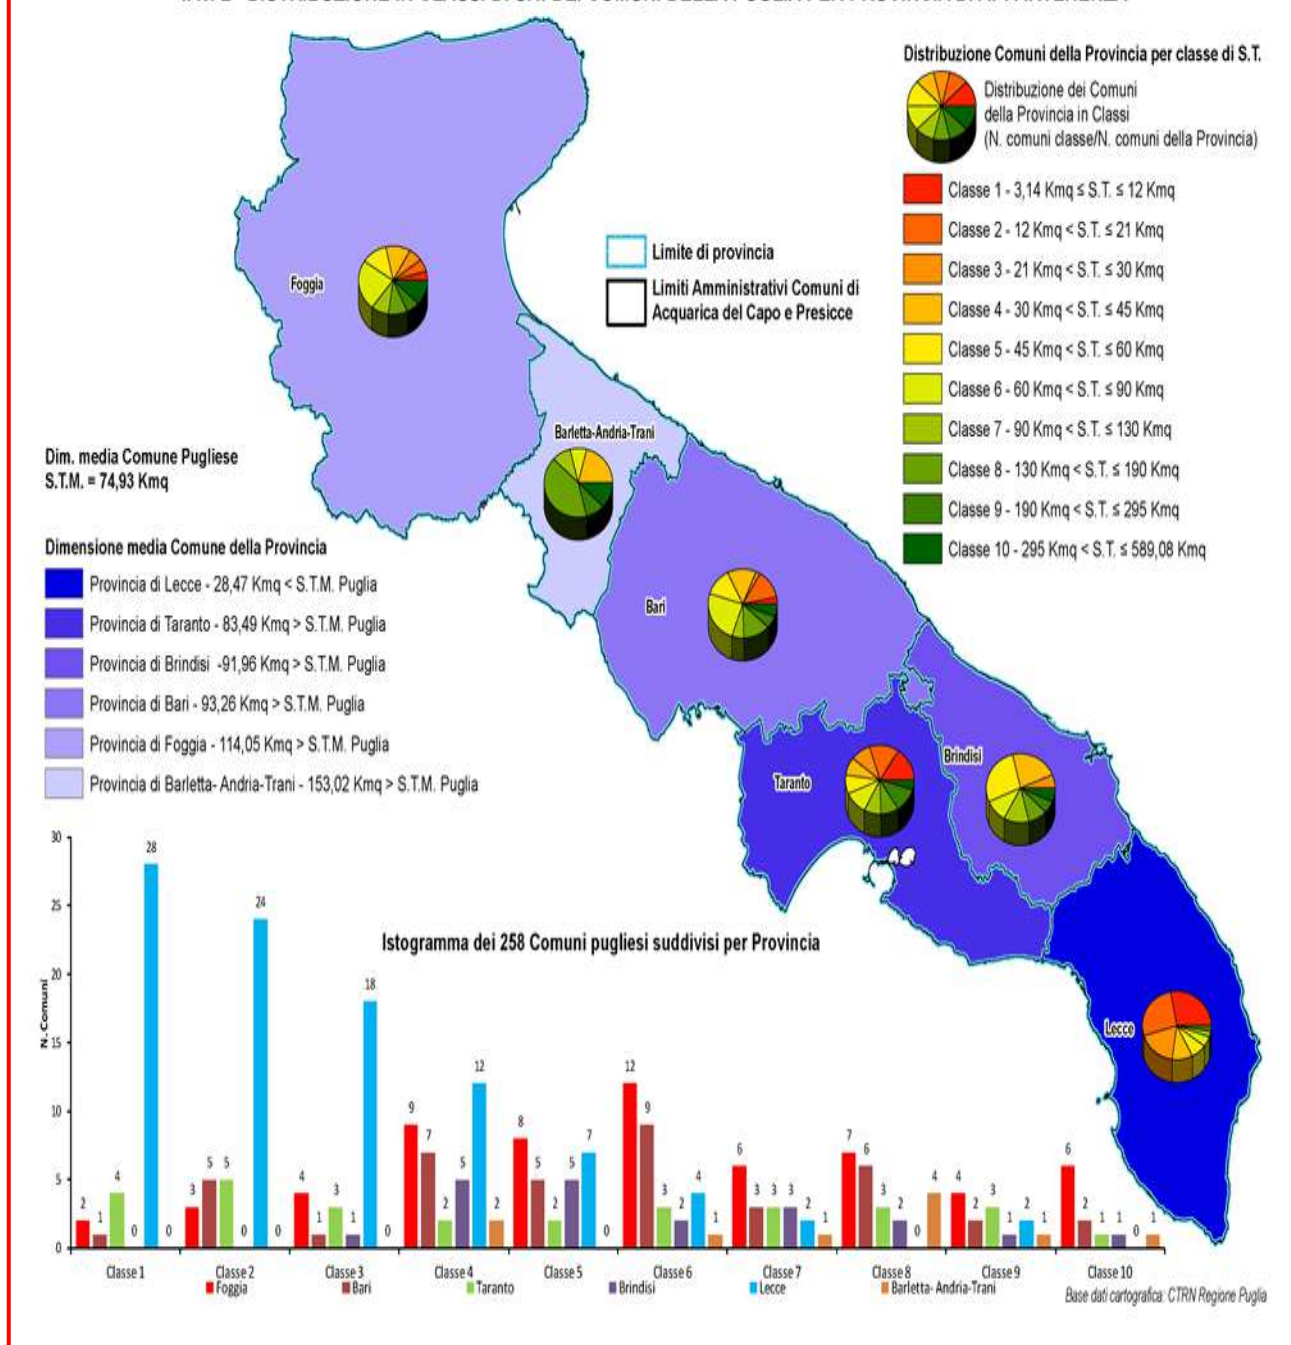 Distribuzione Comuni della Provincia per classe di S.T.
Distribuzione dei Comuni
della Provincia in Classi
(N. comuni classe/N. comuni della Provincia)
Classe 1 - 3,14 Kmq ≤ S.T. ≤ 12 Kmq
Classe 2 - 12 Kmq < S.T. ≤ 21 Kmq
Classe 3 - 21 Kmq < S.T. ≤ 30 Kmq
Classe 4 - 30 Kmq < S.T. ≤ 45 Kmq
Classe 5 - 45 Kmq < S.T. ≤ 60 Kmq
Classe 6 - 60 Kmq < S.T. ≤ 90 Kmq
Classe 7 - 90 Kmq < S.T. ≤ 130 Kmq
Classe 8 - 130 Kmq < S.T. ≤ 190 Kmq
Classe 9 - 190 Kmq < S.T. ≤ 295 Kmq
Classe 10 - 295 Kmq < S.T. ≤ 589,08 Kmq
Limite di provincia
Limiti Amministrativi Comuni di
Acquarica del Capo e Presicce
Foggia
Barletta-Andria-Trani
Bari
Taranto
Brindisi
Lecce
Dim. media Comune Pugliese
S.T.M. = 74,93 Kmq
Dimensione media Comune della Provincia
Provincia di Lecce - 28,47 Kmq < S.T.M. Puglia
Provincia di Taranto - 83,49 Kmq > S.T.M. Puglia
Provincia di Brindisi -91,96 Kmq > S.T.M. Puglia
Provincia di Bari - 93,26 Kmq > S.T.M. Puglia
Provincia di Foggia - 114,05 Kmq > S.T.M. Puglia
Provincia di Barletta- Andria-Trani - 153,02 Kmq > S.T.M. Puglia
Istogramma dei 258 Comuni pugliesi suddivisi per Provincia
N. Comuni
30
25
20
15
10
5
0
2 1 4 0 28 0
3 5 5 0 24 0
4 1 3 1 18 0
9 7 2 5 12 2
8 5 2 5 7 0
12 9 3 2 4 1
6 3 3 3 2 1
7 6 3 2 0 4
4 2 3 1 2 1
6 2 1 1 0 1
Classe 1 Classe 2 Classe 3 Classe 4 Classe 5 Classe 6 Classe 7 Classe 8 Classe 9 Classe 10
Foggia Bari Taranto Brindisi Lecce Barletta- Andria-Trani
Base dati cartografica: CTRN Regione Puglia